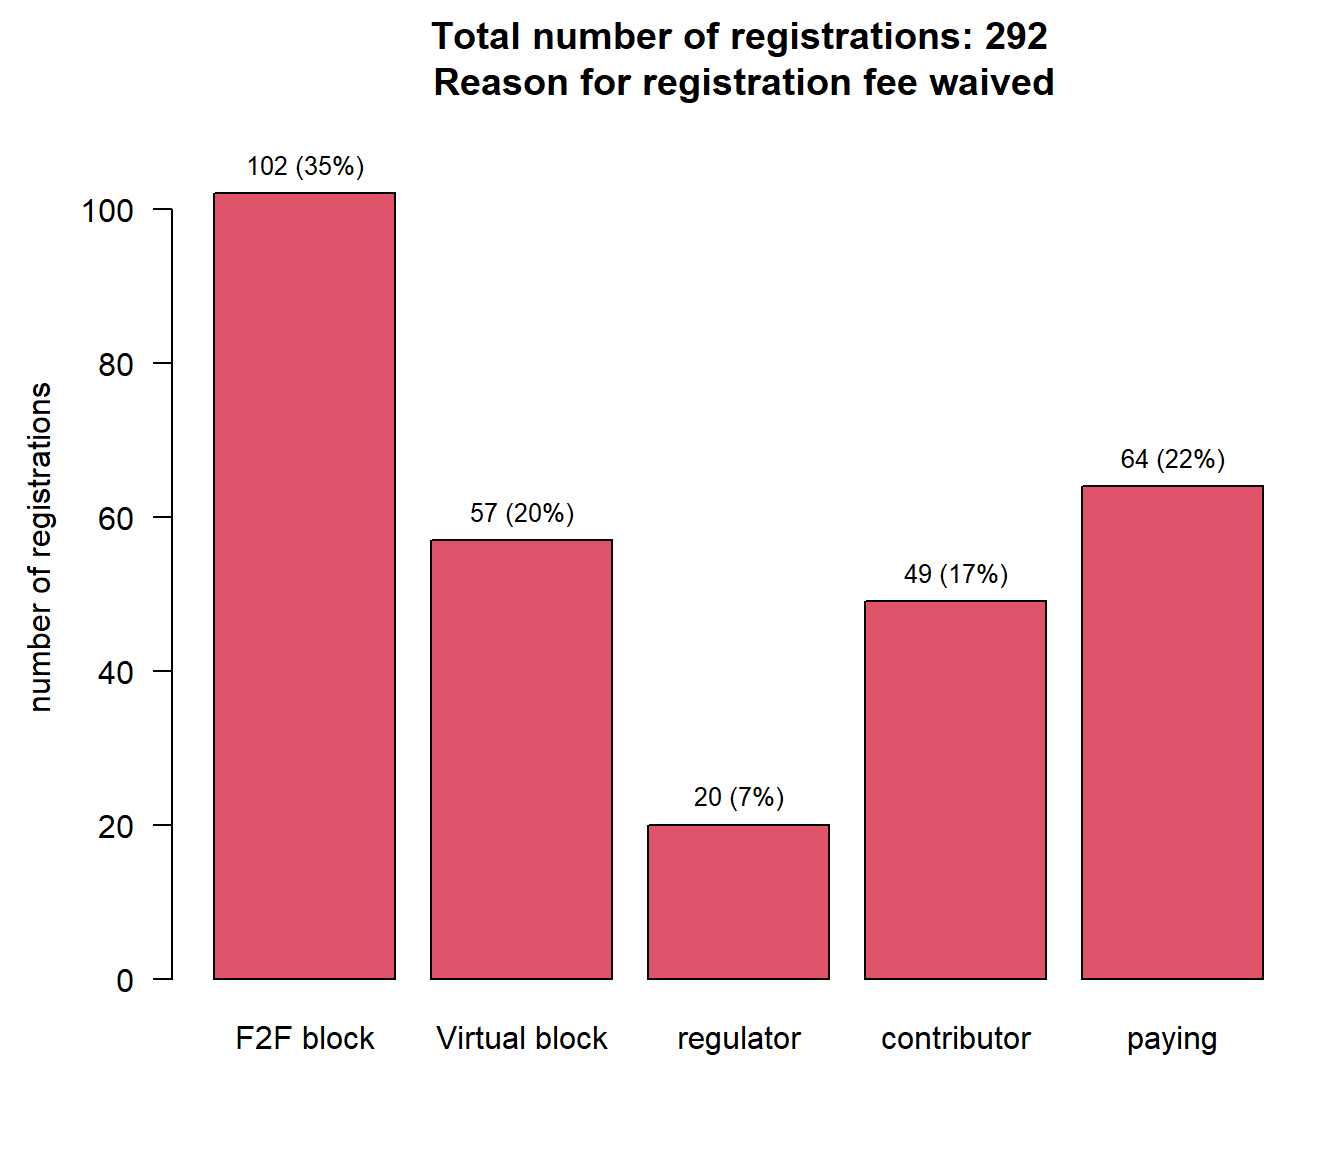 Total number of registrations: 292
Reason for registration fee waived
number of registrations
100
80
60
40
20
0
102 (35%)
57 (20%)
20 (7%)
49 (17%)
64 (22%)
F2F block
Virtual block
regulator
contributor
paying